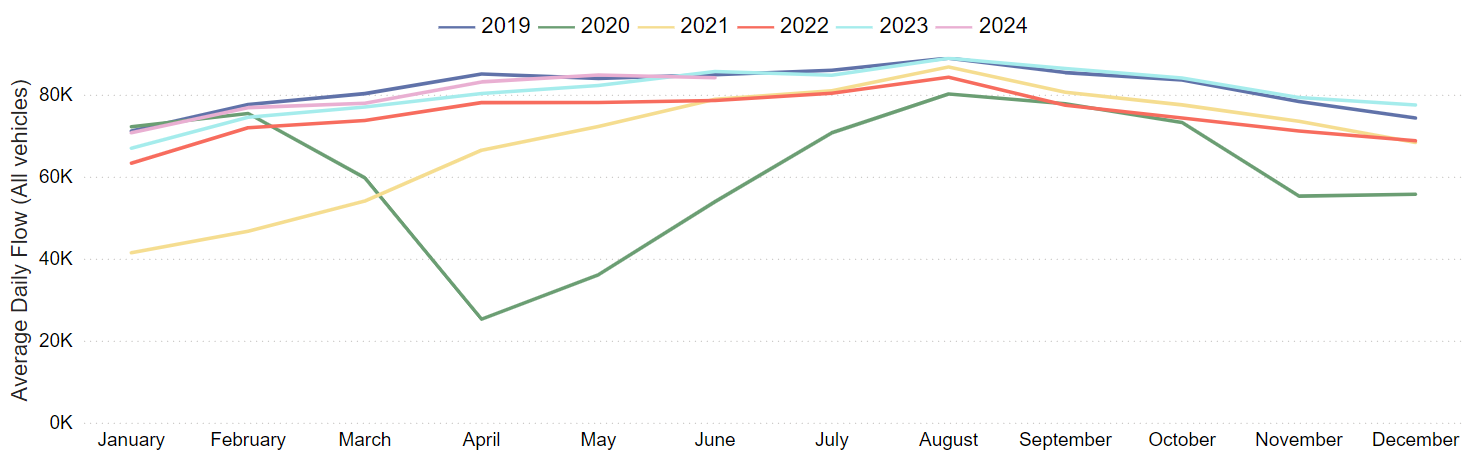 2019 2020 2021 2022 2023 2024
Average Daily Flow (All vehicles)
80K
60K
40K
20K
0K
January February March April May June July August September October November December